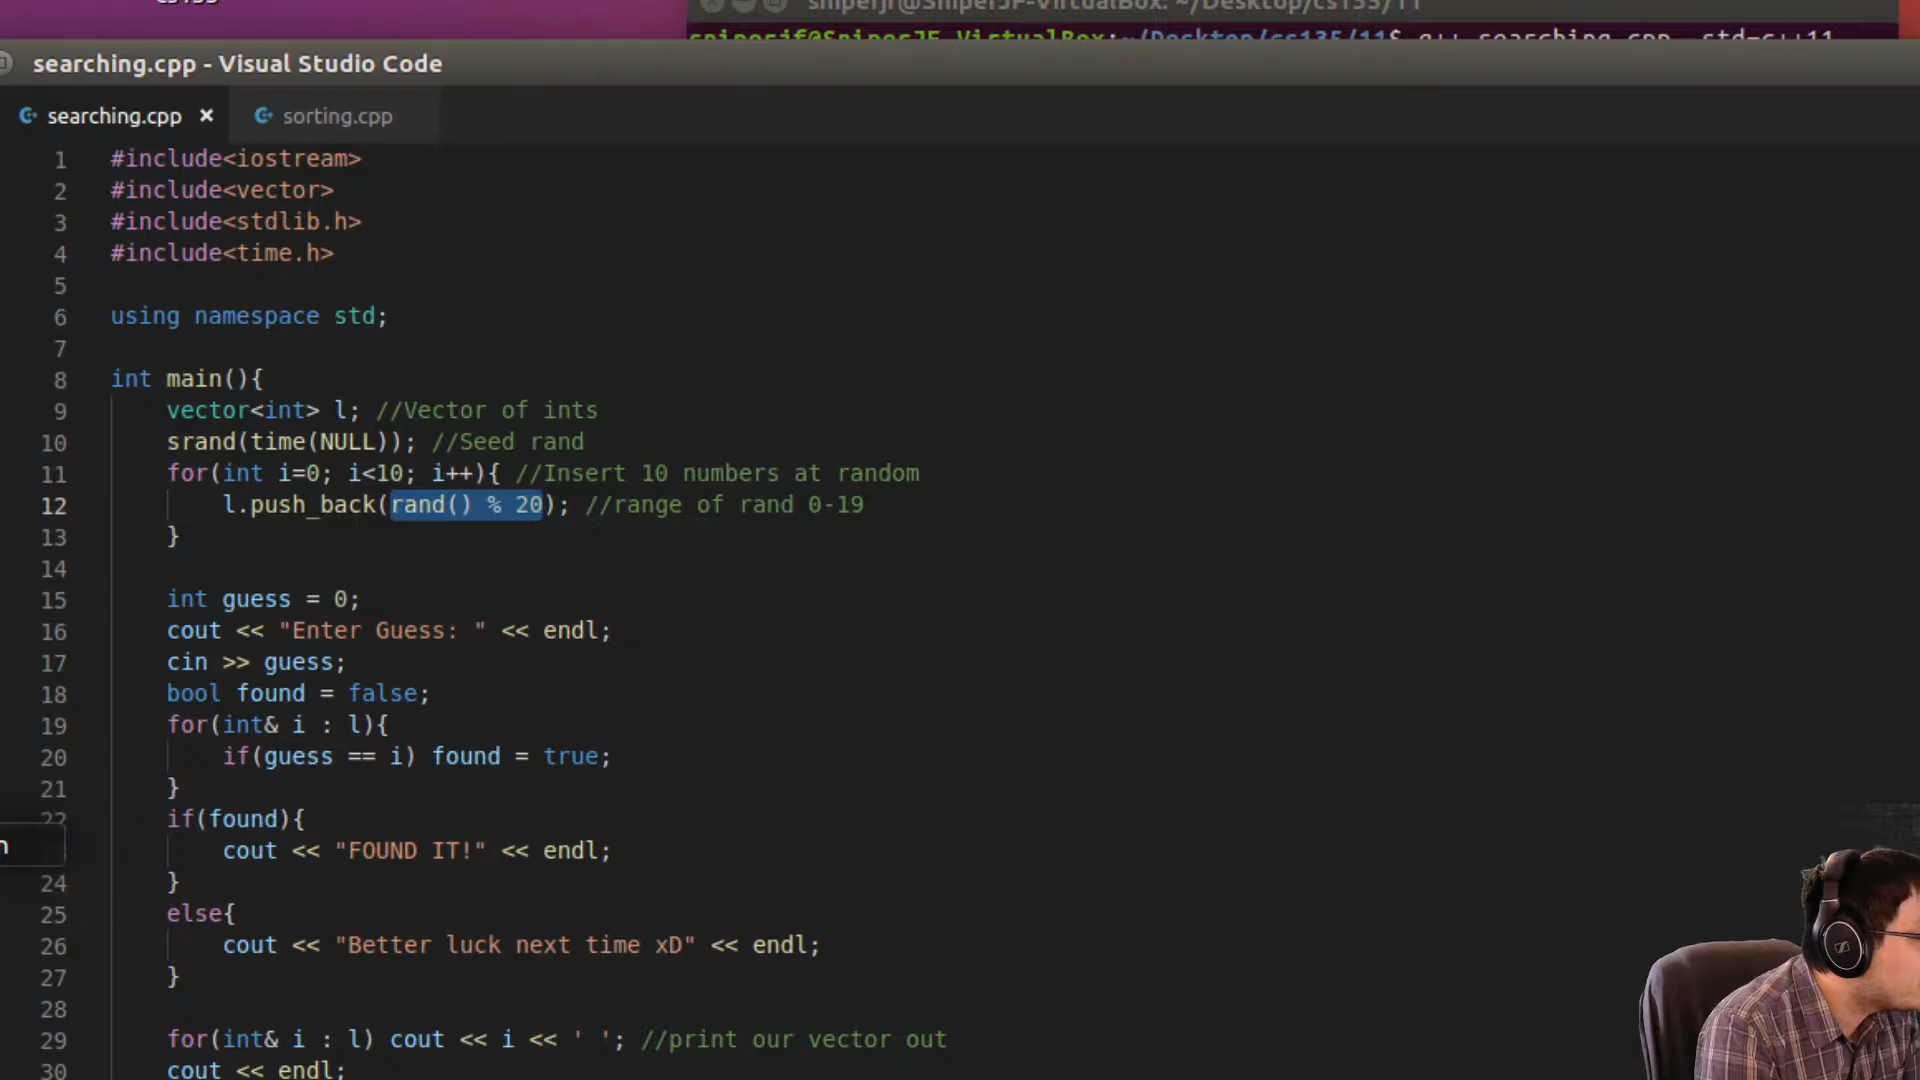 searching.cpp - Visual Studio Code
searching.cpp × sorting.cpp
1 #include<iostream>
2 #include<vector>
3 #include<stdlib.h>
4 #include<time.h>
5
6 using namespace std;
7
8 int main(){
9 vector<int> l; //Vector of ints
10 srand(time(NULL)); //Seed rand
11 for(int i=0; i<10; i++){ //Insert 10 numbers at random
12 l.push_back(rand() % 20); //range of rand 0-19
13 }
14
15 int guess = 0;
16 cout << "Enter Guess: " << endl;
17 cin >> guess;
18 bool found = false;
19 for(int& i : l){
20 if(guess == i) found = true;
21 }
22 if(found){
cout << "FOUND IT!" << endl;
24 }
25 else{
26 cout << "Better luck next time xD" << endl;
27 }
28
29 for(int& i : l) cout << i << ' '; //print our vector out
30 cout << endl;